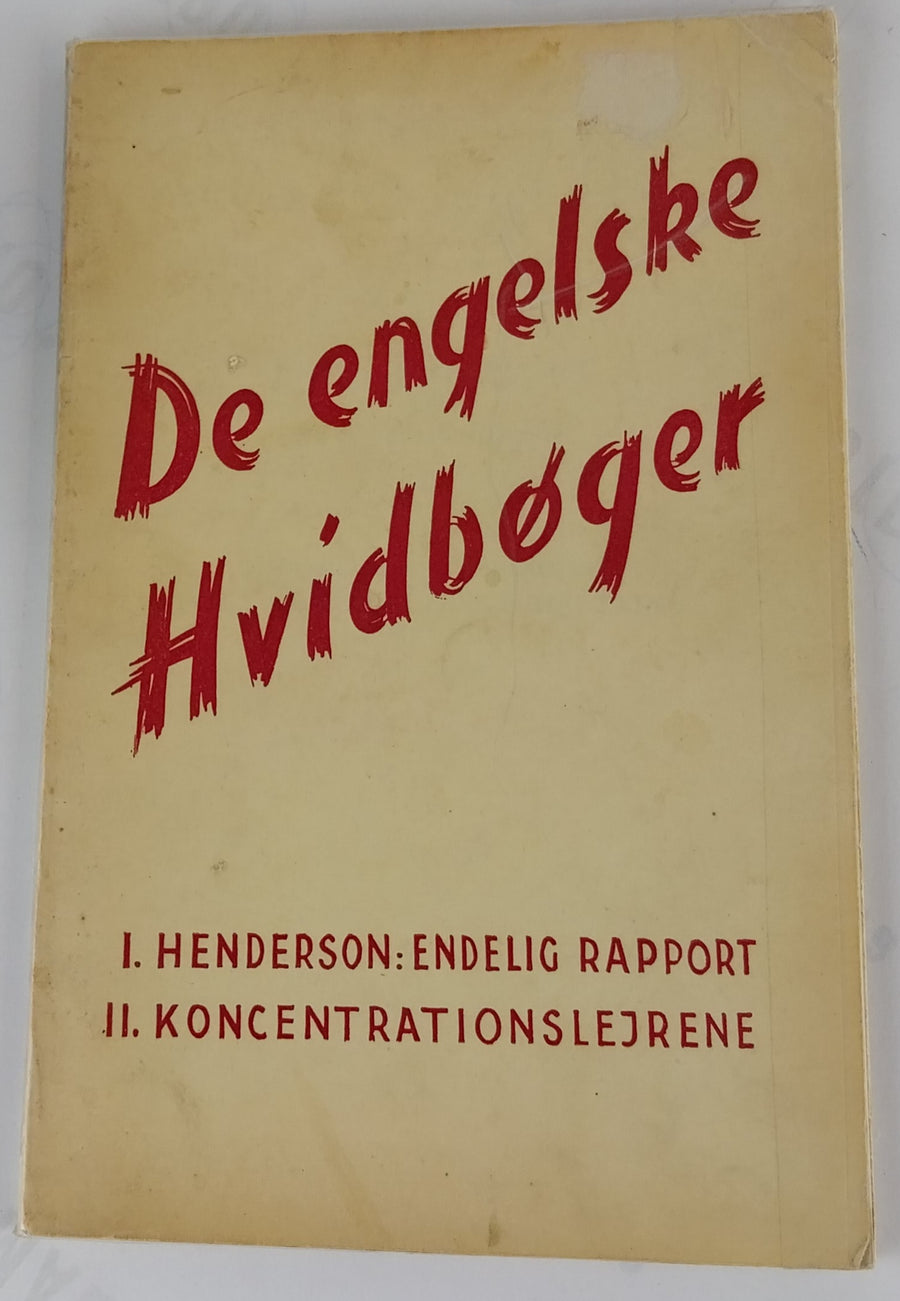 De engelske
Hvidbøger
I. HENDERSON: ENDELIG RAPPORT
II. KONCENTRATIONSLEJRENE